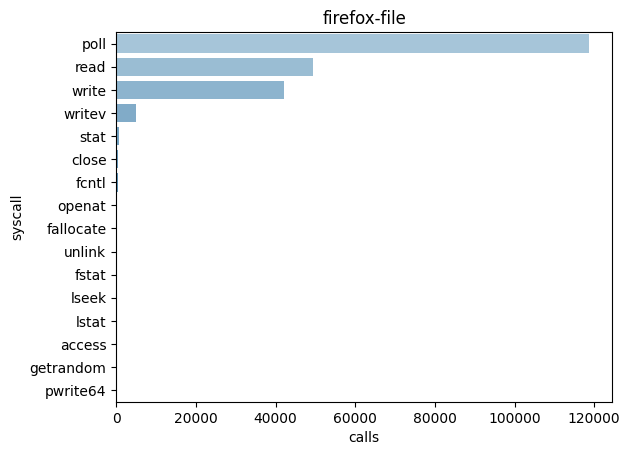 firefox-file
poll
read
write
writev
stat
close
fcntl
openat
fallocate
unlink
fstat
lseek
lstat
access
getrandom
pwrite64
syscall
0 20000 40000 60000 80000 100000 120000
calls